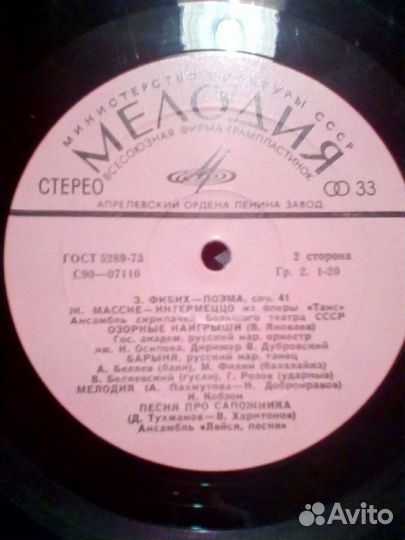 МИНИСТЕРСТВО КУЛЬТУРЫ СССР
МЕЛОДИЯ
ВСЕСОЮЗНАЯ ФИРМА ГРАМПЛАСТИНОК
СТЕРЕО
33
АПРЕЛЕВСКИЙ ОРДЕНА ЛЕНИНА ЗАВОД
ГОСТ 5289-73
2 сторона
С90—07110
Гр. 2. 1-20
З. ФИБИХ—ПОЭМА, соч. 41
Ж. МАССНЕ—ИНТЕРМЕЦЦО из оперы «Таис»
Ансамбль скрипачей Большого театра СССР
ОЗОРНЫЕ НАИГРЫШИ (В. Яковлев)
Гос. академ. русский нар. оркестр
им. Н. Осипова. Дирижер В. Дубровский
БАРЫНЯ, русский нар. танец
А. Беляев (баян), М. Филин (балалайка)
В. Беляевский (гусли), Г. Розов (ударные)
МЕЛОДИЯ (А. Пахмутова—Н. Добронравов)
И. Кобзон
ПЕСНЯ ПРО САПОЖНИКА
(Д. Тухманов—В. Харитонов)
Ансамбль «Лейся, песня»
Avito